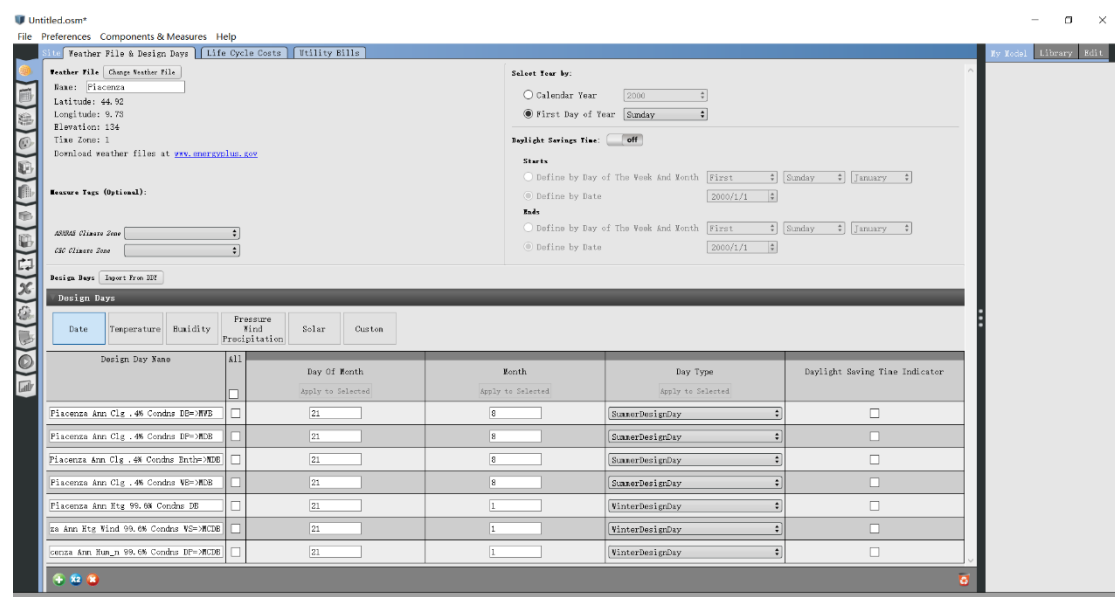 Untitled.osm*
File Preferences Components & Measures Help
Site Weather File & Design Days Life Cycle Costs Utility Bills
My Model Library Edit
Weather File Change Weather File
Name: Piacenza
Latitude: 44.92
Longitude: 9.73
Elevation: 134
Time Zone: 1
Download weather files at www.energyplus.gov
Measure Tags (Optional):
ASHRAE Climate Zone
CEC Climate Zone
Select Year by:
Calendar Year 2000
First Day of Year Sunday
Daylight Savings Time: off
Starts
Define by Day of The Week And Month First Sunday January
Define by Date 2000/1/1
Ends
Define by Day of The Week And Month First Sunday January
Define by Date 2000/1/1
Design Days Import From DDY
Design Days
Date Temperature Humidity Pressure Wind Precipitation Solar Custom
Design Day Name All Day Of Month Month Day Type Daylight Saving Time Indicator
Apply to Selected Apply to Selected Apply to Selected
Piacenza Ann Clg .4% Condns DB=>MWB 21 8 SummerDesignDay
Piacenza Ann Clg .4% Condns DP=>MDB 21 8 SummerDesignDay
Piacenza Ann Clg .4% Condns Enth=>MDB 21 8 SummerDesignDay
Piacenza Ann Clg .4% Condns WB=>MDB 21 8 SummerDesignDay
Piacenza Ann Htg 99.6% Condns DB 21 1 WinterDesignDay
za Ann Htg Wind 99.6% Condns WS=>MCDB 21 1 WinterDesignDay
cenza Ann Hum_n 99.6% Condns DP=>MCDB 21 1 WinterDesignDay
x2